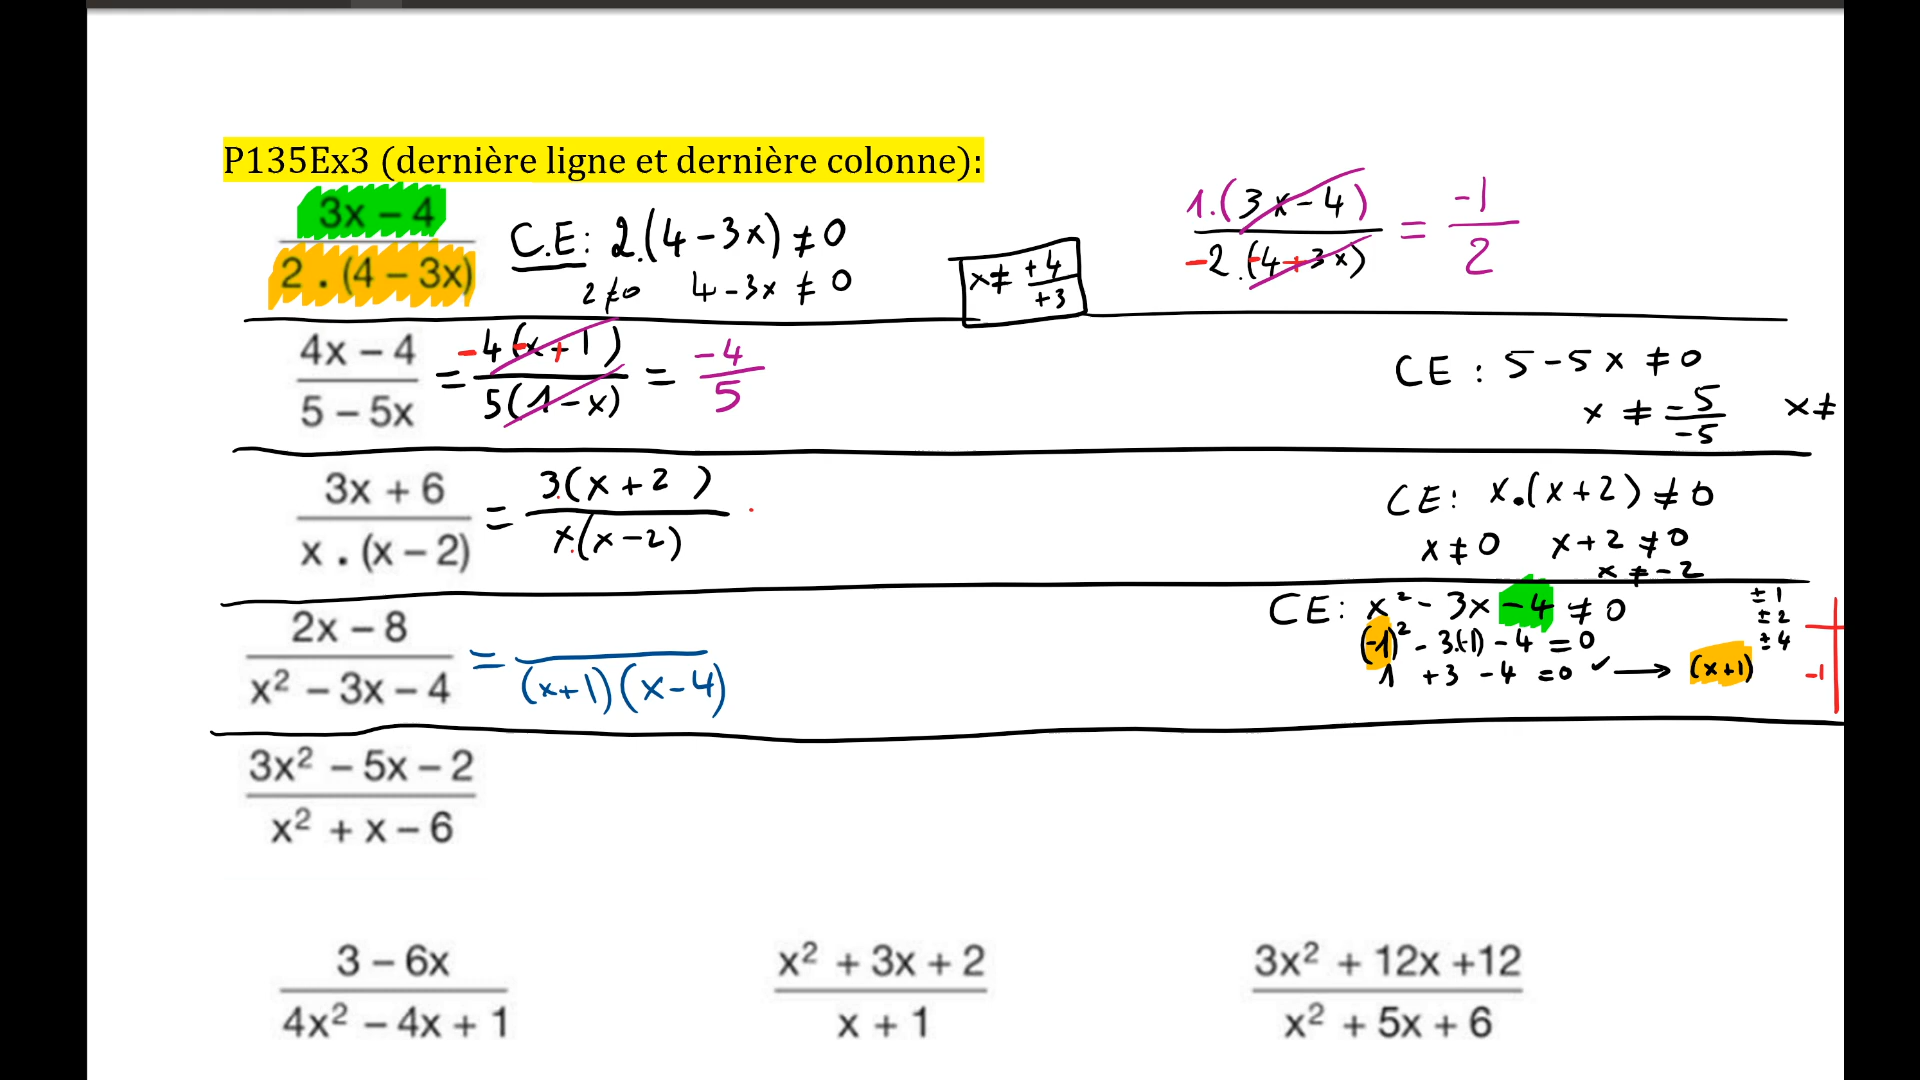 P135Ex3 (dernière ligne et dernière colonne):
3x – 4
2 . (4 – 3x)
C.E: 2.(4-3x) ≠ 0
2 ≠ 0 4-3x ≠ 0
x ≠ +4/+3
1.(3x-4)
-2.(-4+3x)
= -1/2
4x – 4
5 – 5x
= -4(-x+1)
5(1-x)
= -4/5
CE : 5-5x ≠ 0
x ≠ -5/-5 x ≠
3x + 6
x . (x – 2)
= 3(x+2 )
x(x-2)
CE: x.(x+2) ≠ 0
x ≠ 0 x+2 ≠ 0
x ≠ -2
2x – 8
x² – 3x – 4
=
(x+1)(x-4)
CE: x²- 3x -4 ≠ 0
(-1)² - 3.(-1) - 4 = 0
1 +3 -4 =0 ✓ → (x+1)
±1
±2
±4
-1
3x² – 5x – 2
x² + x – 6
3 – 6x
4x² – 4x + 1
x² + 3x + 2
x + 1
3x² + 12x +12
x² + 5x + 6